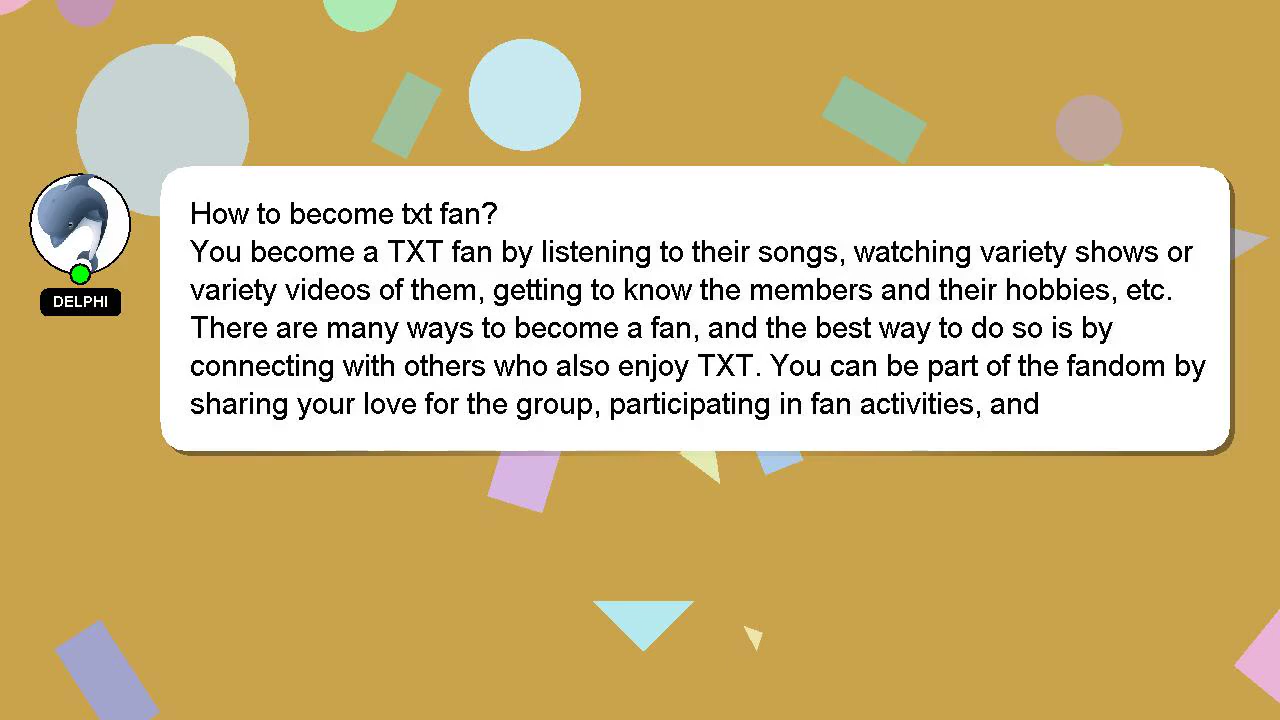 How to become txt fan?
You become a TXT fan by listening to their songs, watching variety shows or
variety videos of them, getting to know the members and their hobbies, etc.
There are many ways to become a fan, and the best way to do so is by
connecting with others who also enjoy TXT. You can be part of the fandom by
sharing your love for the group, participating in fan activities, and
DELPHI